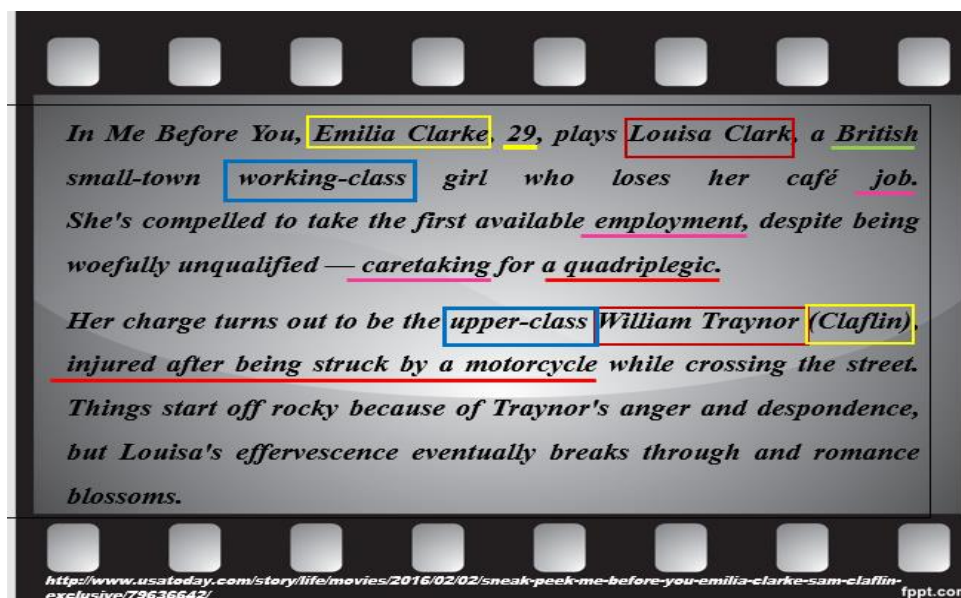 In Me Before You, Emilia Clarke, 29, plays Louisa Clark, a British
small-town working-class girl who loses her café job.
She's compelled to take the first available employment, despite being
woefully unqualified — caretaking for a quadriplegic.
Her charge turns out to be the upper-class William Traynor (Claflin),
injured after being struck by a motorcycle while crossing the street.
Things start off rocky because of Traynor's anger and despondence,
but Louisa's effervescence eventually breaks through and romance
blossoms.
http://www.usatoday.com/story/life/movies/2016/02/02/sneak-peek-me-before-you-emilia-clarke-sam-claflin-
exclusive/79636642/
fppt.com